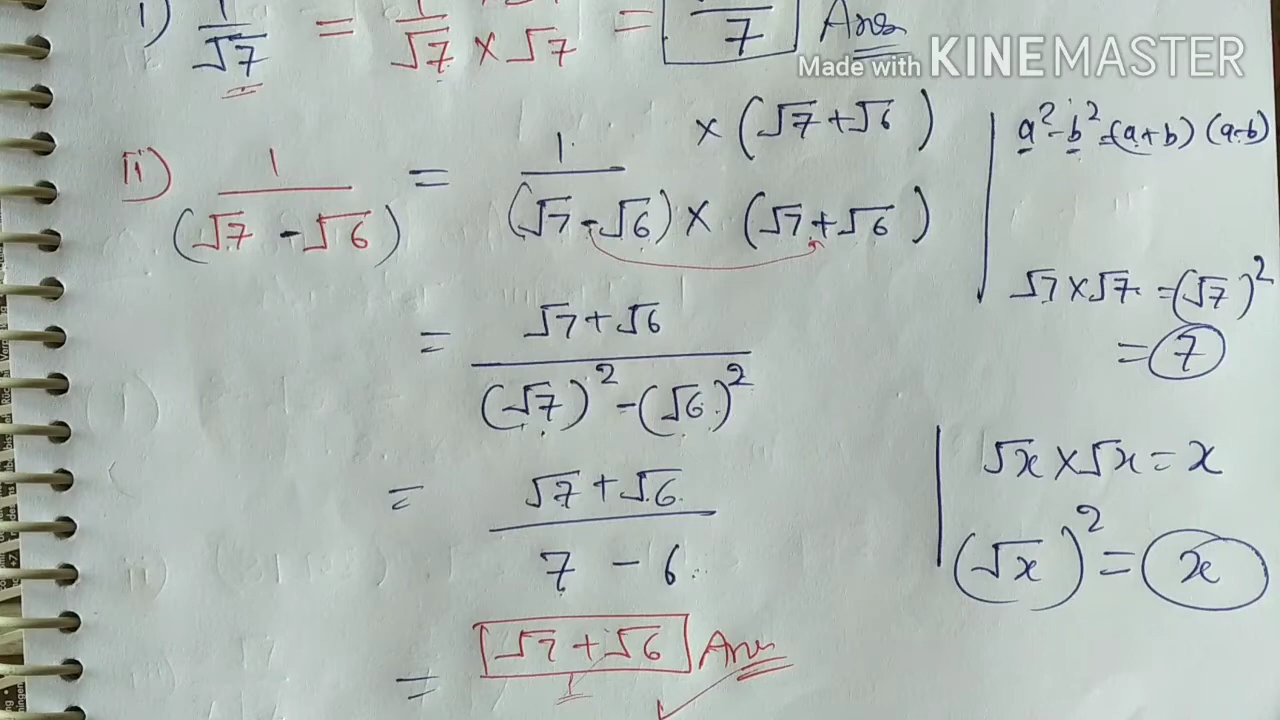 i) 1/√7 = 1/√7 × √7 = 7 Ans
Made with KINEMASTER
ii) 1/(√7 - √6) = 1 × (√7 + √6)/(√7 - √6) × (√7 + √6)
= √7 + √6/(√7)² - (√6)²
= √7 + √6/7 - 6
= √7 + √6/1 Ans
a² - b² = (a + b) (a - b)
√7 × √7 = (√7)²
= 7
√x × √x = x
(√x)² = x